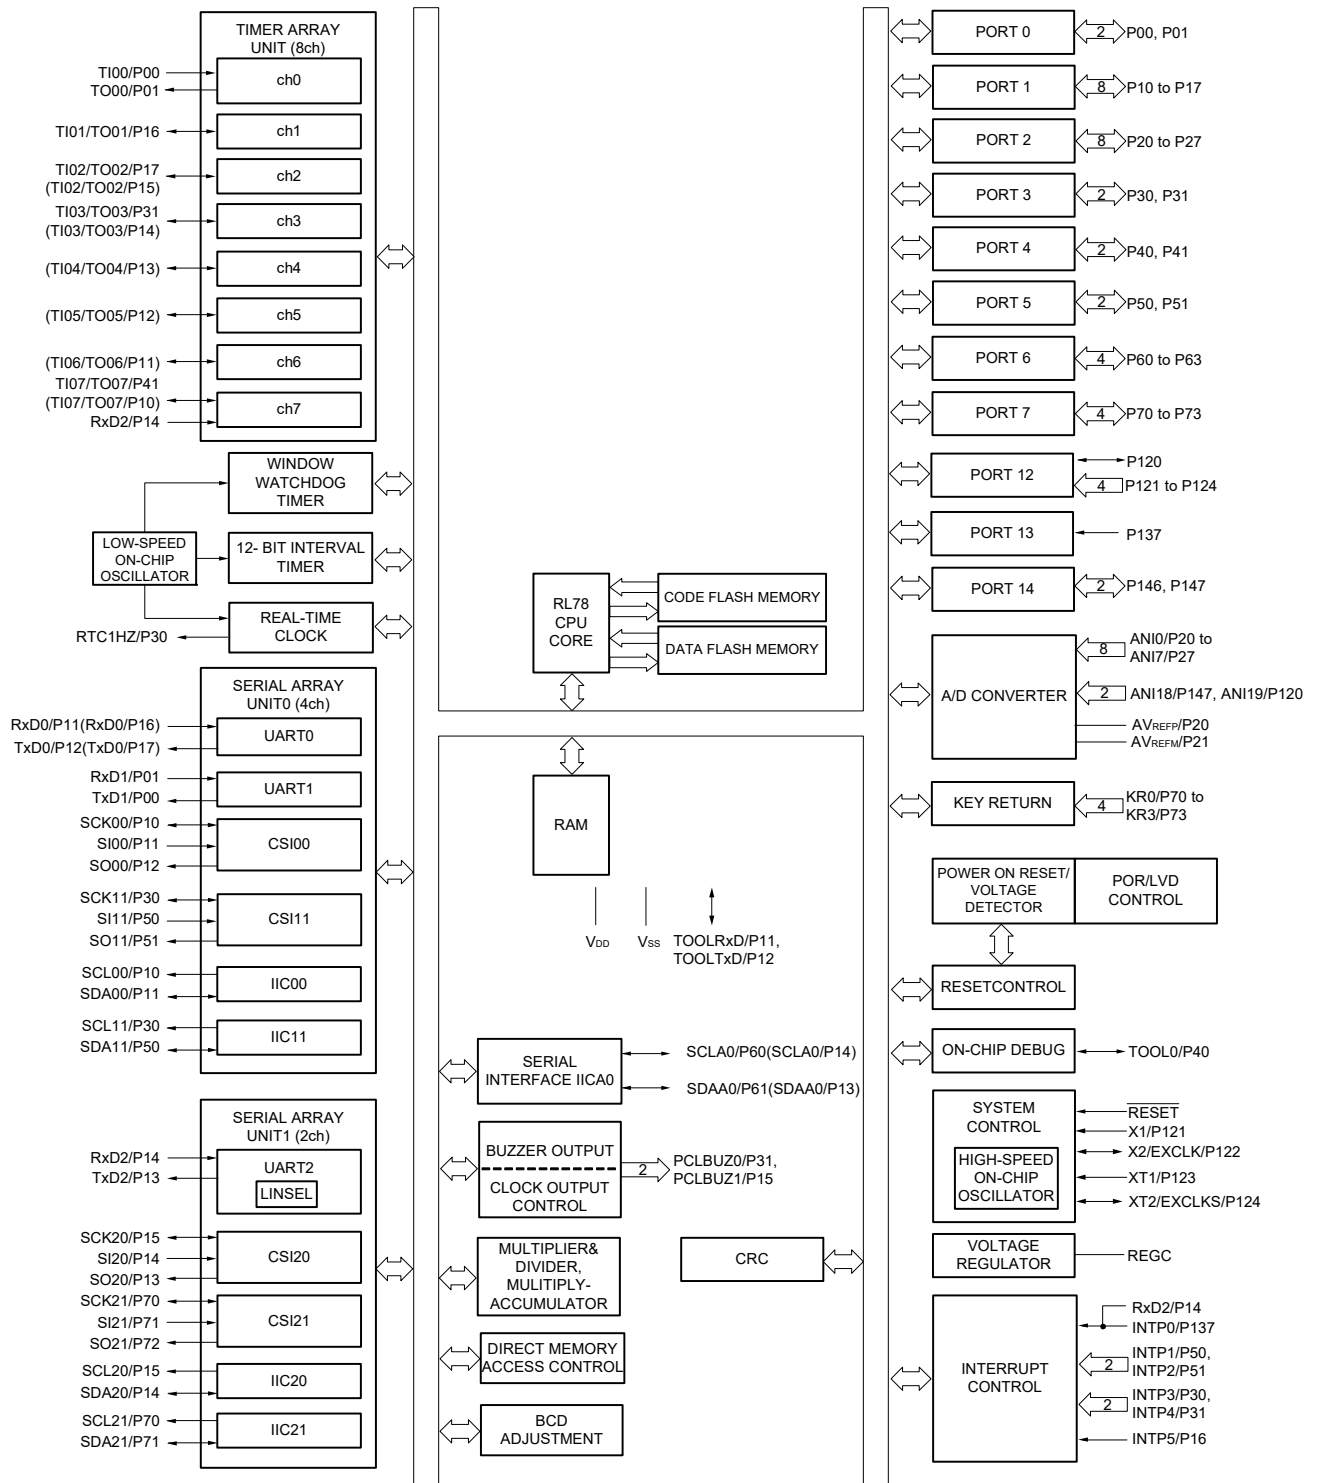 TIMER ARRAY
UNIT (8ch)
TI00/P00
TO00/P01
ch0
TI01/TO01/P16
ch1
TI02/TO02/P17
(TI02/TO02/P15)
ch2
TI03/TO03/P31
(TI03/TO03/P14)
ch3
(TI04/TO04/P13)
ch4
(TI05/TO05/P12)
ch5
(TI06/TO06/P11)
ch6
TI07/TO07/P41
(TI07/TO07/P10)
RxD2/P14
ch7
WINDOW
WATCHDOG
TIMER
LOW-SPEED
ON-CHIP
OSCILLATOR
12- BIT INTERVAL
TIMER
REAL-TIME
CLOCK
RTC1HZ/P30
SERIAL ARRAY
UNIT0 (4ch)
RxD0/P11(RxD0/P16)
TxD0/P12(TxD0/P17)
UART0
RxD1/P01
TxD1/P00
UART1
SCK00/P10
SI00/P11
SO00/P12
CSI00
SCK11/P30
SI11/P50
SO11/P51
CSI11
SCL00/P10
SDA00/P11
IIC00
SCL11/P30
SDA11/P50
IIC11
SERIAL ARRAY
UNIT1 (2ch)
RxD2/P14
TxD2/P13
UART2
LINSEL
SCK20/P15
SI20/P14
SO20/P13
CSI20
SCK21/P70
SI21/P71
SO21/P72
CSI21
SCL20/P15
SDA20/P14
IIC20
SCL21/P70
SDA21/P71
IIC21
RL78
CPU
CORE
CODE FLASH MEMORY
DATA FLASH MEMORY
RAM
VDD
VSS
TOOLRxD/P11,
TOOLTxD/P12
SERIAL
INTERFACE IICA0
SCLA0/P60(SCLA0/P14)
SDAA0/P61(SDAA0/P13)
BUZZER OUTPUT
CLOCK OUTPUT
CONTROL
2
PCLBUZ0/P31,
PCLBUZ1/P15
MULTIPLIER&
DIVIDER,
MULITIPLY-
ACCUMULATOR
CRC
DIRECT MEMORY
ACCESS CONTROL
BCD
ADJUSTMENT
PORT 0
2
P00, P01
PORT 1
8
P10 to P17
PORT 2
8
P20 to P27
PORT 3
2
P30, P31
PORT 4
2
P40, P41
PORT 5
2
P50, P51
PORT 6
4
P60 to P63
PORT 7
4
P70 to P73
PORT 12
P120
4
P121 to P124
PORT 13
P137
PORT 14
2
P146, P147
A/D CONVERTER
8
ANI0/P20 to
ANI7/P27
2
ANI18/P147, ANI19/P120
AVREFP/P20
AVREFM/P21
KEY RETURN
4
KR0/P70 to
KR3/P73
POWER ON RESET/
VOLTAGE
DETECTOR
POR/LVD
CONTROL
RESETCONTROL
ON-CHIP DEBUG
TOOL0/P40
SYSTEM
CONTROL
HIGH-SPEED
ON-CHIP
OSCILLATOR
RESET
X1/P121
X2/EXCLK/P122
XT1/P123
XT2/EXCLKS/P124
VOLTAGE
REGULATOR
REGC
INTERRUPT
CONTROL
RxD2/P14
INTP0/P137
2
INTP1/P50,
INTP2/P51
2
INTP3/P30,
INTP4/P31
INTP5/P16